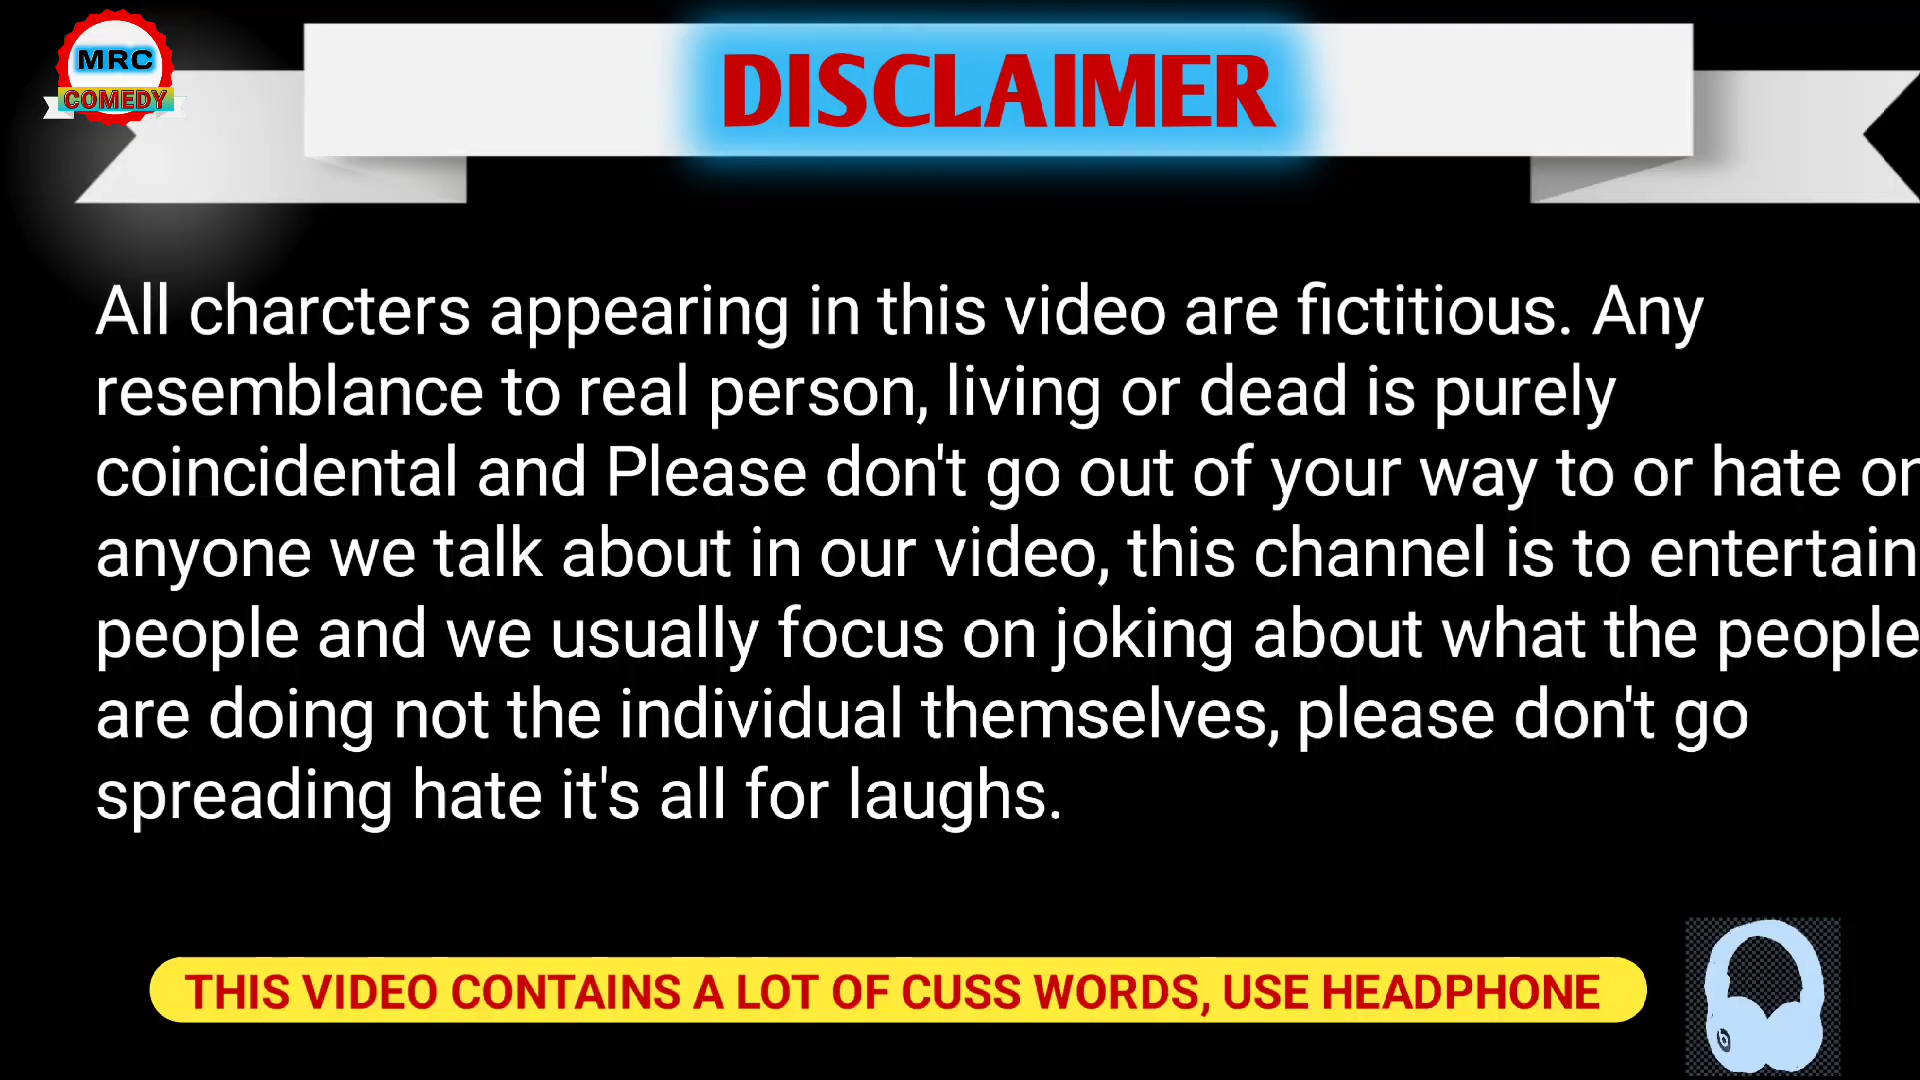 MRC
COMEDY
DISCLAIMER
All charcters appearing in this video are fictitious. Any
resemblance to real person, living or dead is purely
coincidental and Please don't go out of your way to or hate on
anyone we talk about in our video, this channel is to entertain
people and we usually focus on joking about what the people
are doing not the individual themselves, please don't go
spreading hate it's all for laughs.
THIS VIDEO CONTAINS A LOT OF CUSS WORDS, USE HEADPHONE